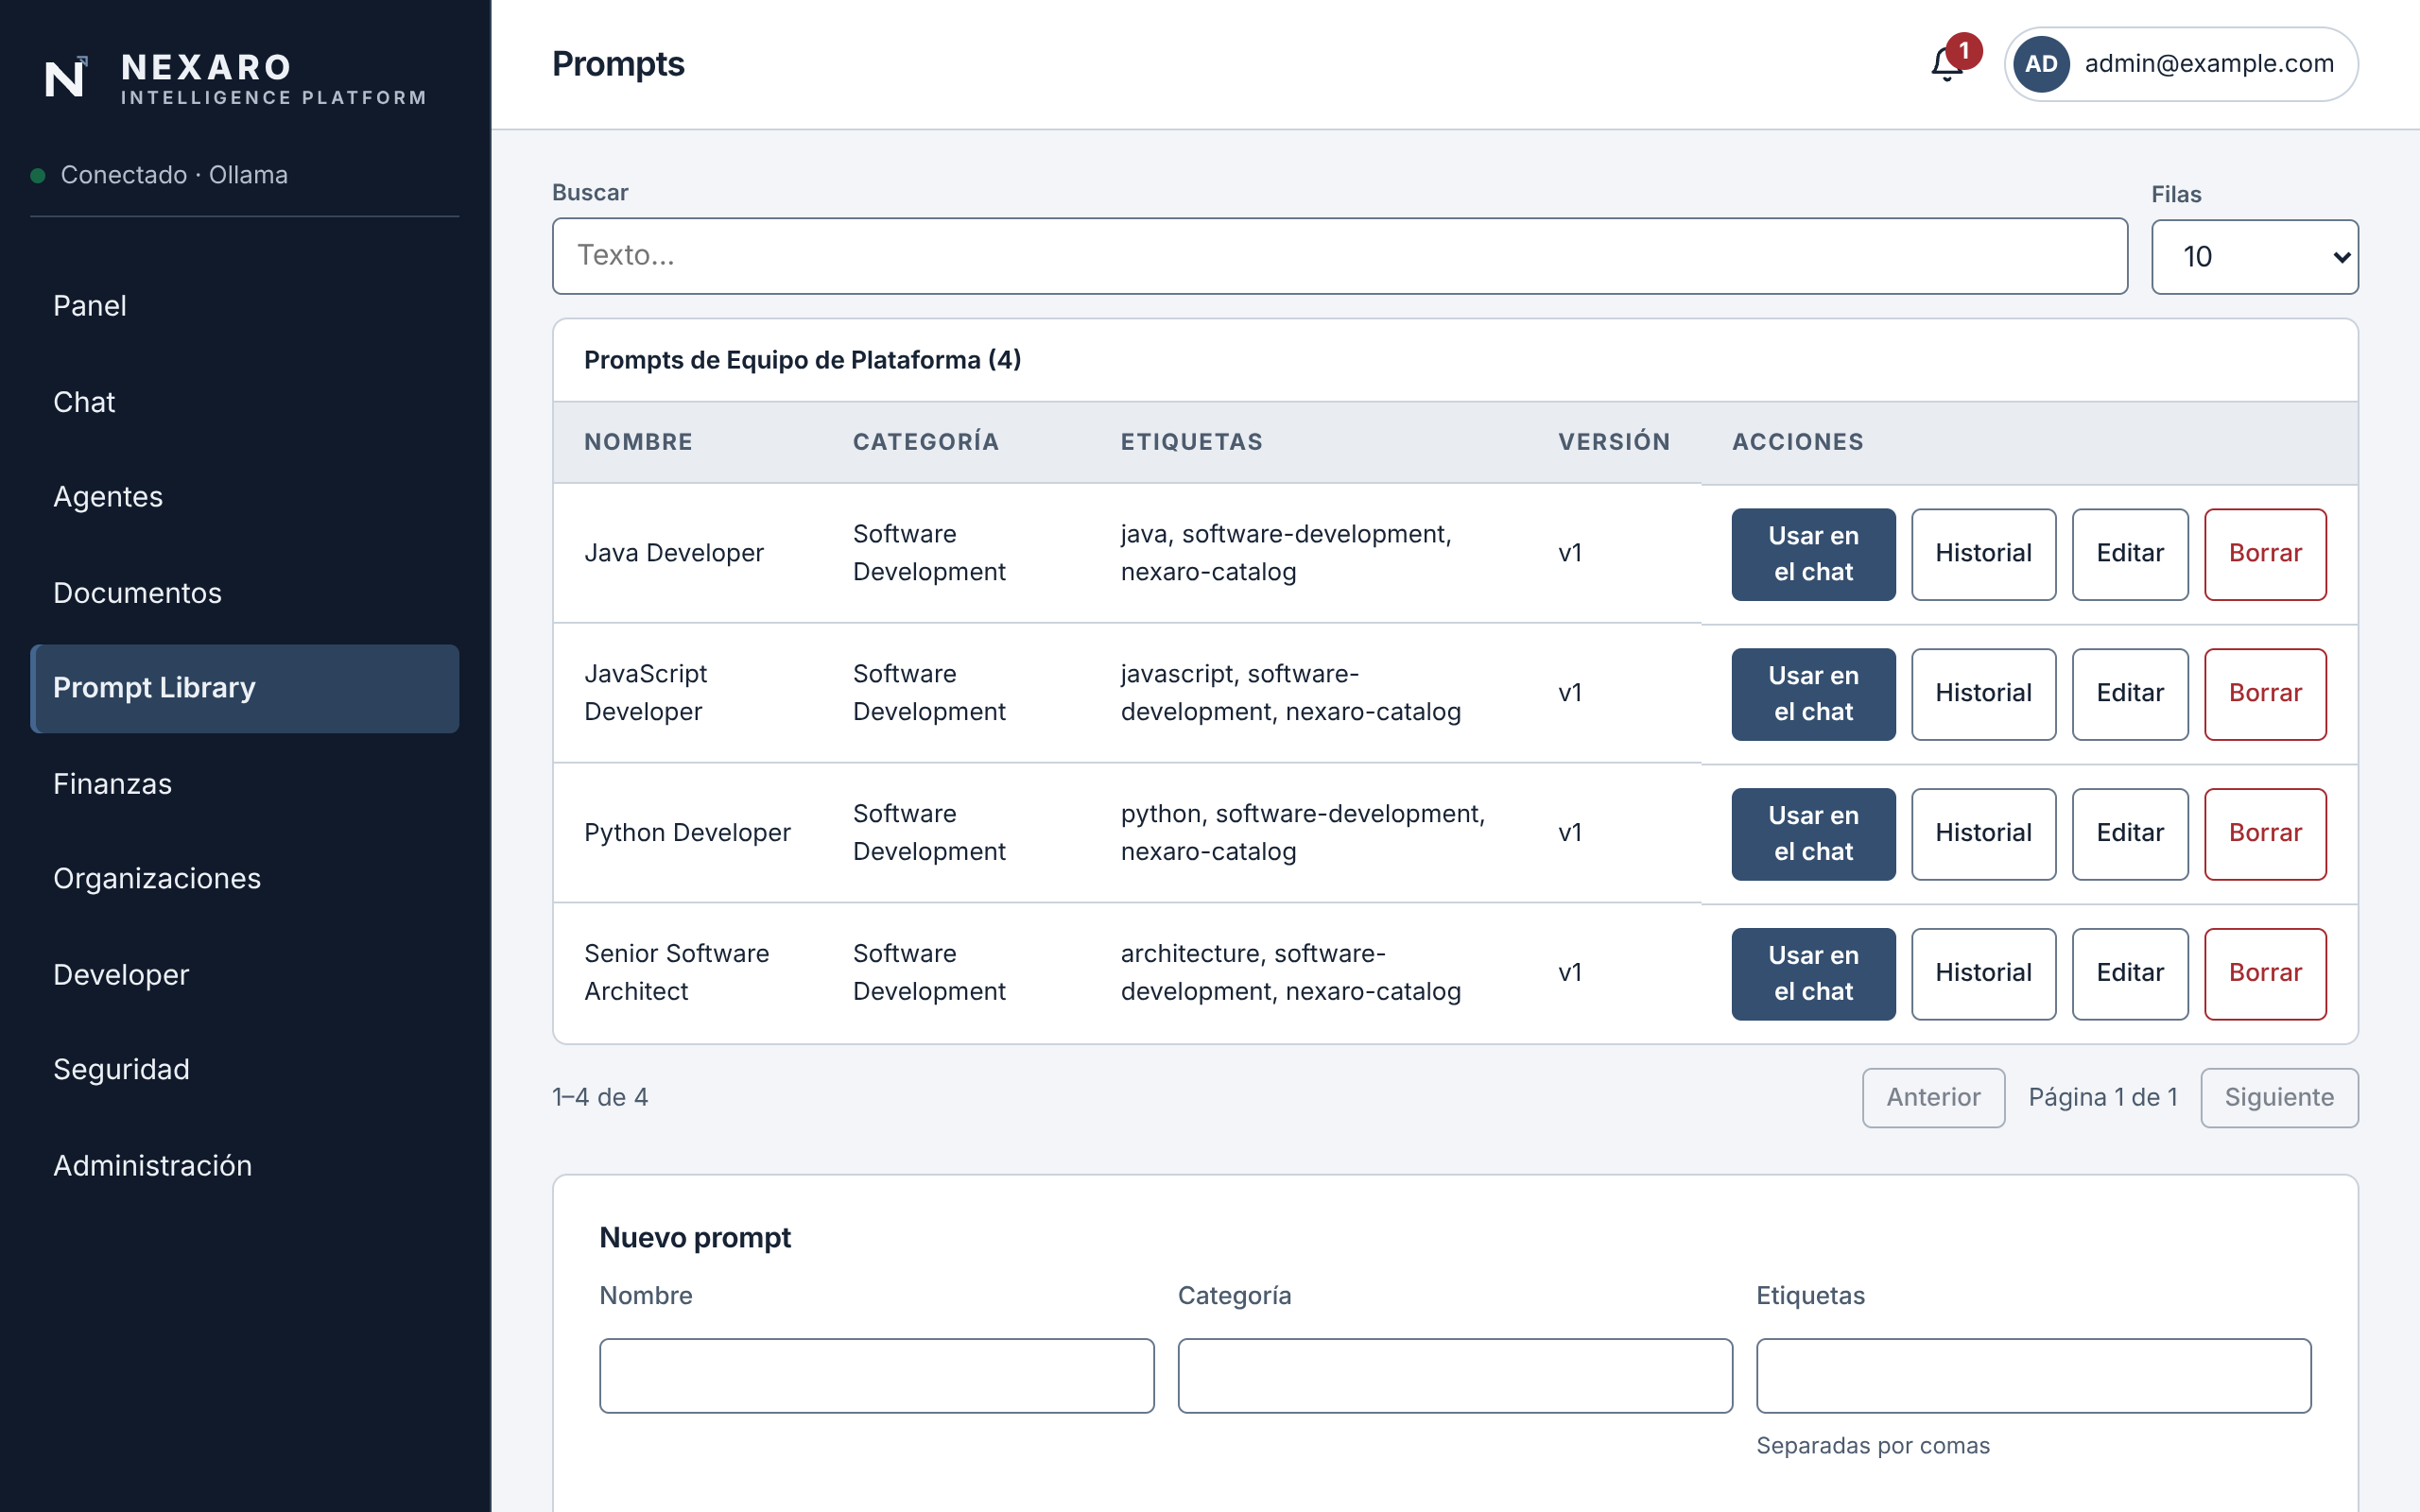 NEXARO
INTELLIGENCE PLATFORM
Conectado · Ollama
Panel
Chat
Agentes
Documentos
Prompt Library
Finanzas
Organizaciones
Developer
Seguridad
Administración
Prompts
1
AD
admin@example.com
Buscar
Texto...
Filas
10
Prompts de Equipo de Plataforma (4)
NOMBRE CATEGORÍA ETIQUETAS VERSIÓN ACCIONES
Java Developer
Software
Development
java, software-development,
nexaro-catalog
v1
Usar en
el chat
Historial
Editar
Borrar
JavaScript
Developer
Software
Development
javascript, software-
development, nexaro-catalog
v1
Usar en
el chat
Historial
Editar
Borrar
Python Developer
Software
Development
python, software-development,
nexaro-catalog
v1
Usar en
el chat
Historial
Editar
Borrar
Senior Software
Architect
Software
Development
architecture, software-
development, nexaro-catalog
v1
Usar en
el chat
Historial
Editar
Borrar
1–4 de 4
Anterior
Página 1 de 1
Siguiente
Nuevo prompt
Nombre
Categoría
Etiquetas
Separadas por comas